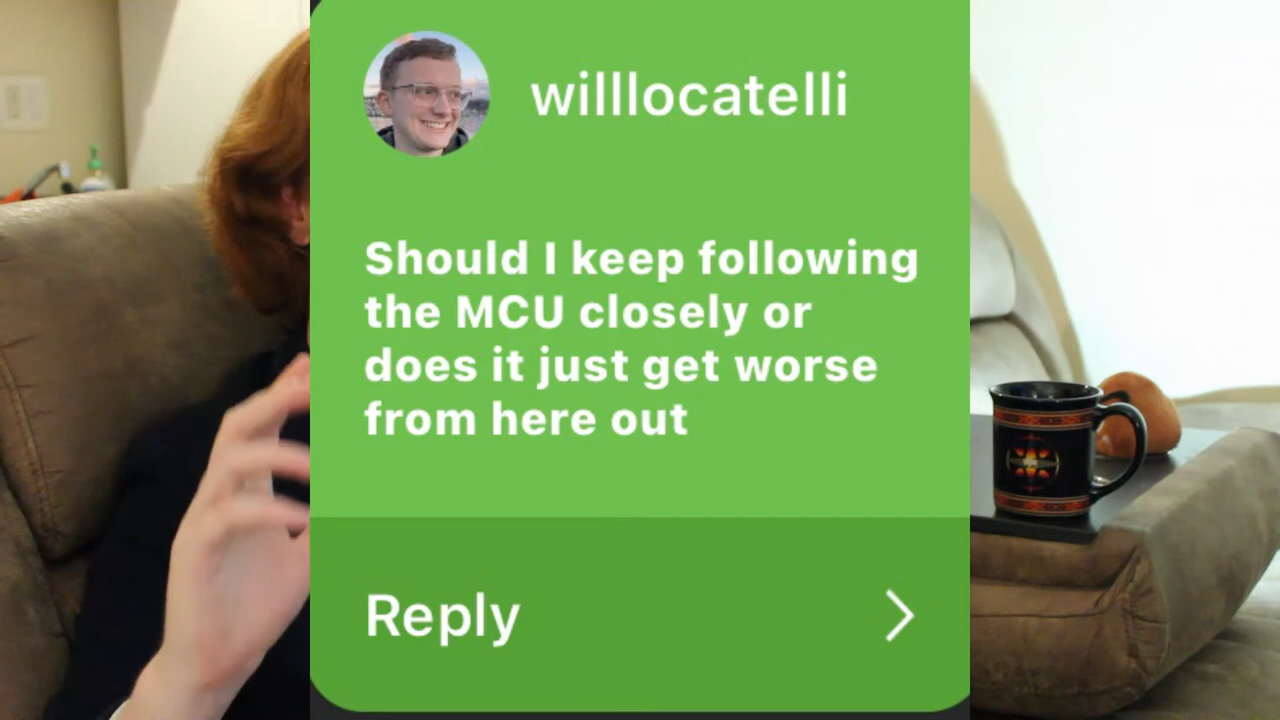 willlocatelli
Should I keep following
the MCU closely or
does it just get worse
from here out
Reply